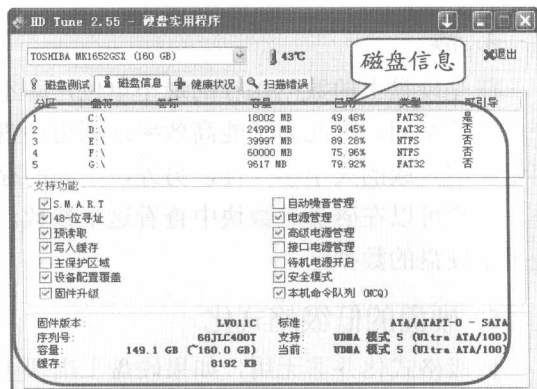 HD Tune 2.55 - 硬盘实用程序
TOSHIBA MK1652GSX (160 GB) 43℃ 退出
磁盘信息
磁盘测试 磁盘信息 健康状况 扫描错误
分区 盘符 卷标 容量 已用 类型 可引导
1 C:\ 18002 MB 49.48% FAT32 是
2 D:\ 24999 MB 59.45% FAT32 否
3 E:\ 39997 MB 89.28% NTFS 否
4 F:\ 60000 MB 75.96% NTFS 否
5 G:\ 9617 MB 79.92% FAT32 否
支持功能
S.M.A.R.T 自动噪音管理
48-位寻址 电源管理
预读取 高级电源管理
写入缓存 接口电源管理
主保护区域 待机电源开启
设备配置覆盖 安全模式
固件升级 本机命令队列 (NCQ)
固件版本: LV011C 标准: ATA/ATAPI-0 - SATA
序列号: 68JLC400T 支持: UDMA 模式 5 (Ultra ATA/100)
容量: 149.1 GB (~160.0 GB) 当前: UDMA 模式 5 (Ultra ATA/100)
缓存: 8192 KB